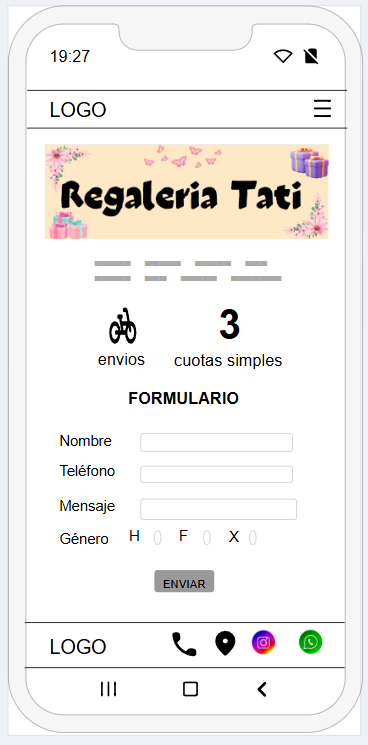 19:27
LOGO
Regaleria Tati
envios
3
cuotas simples
FORMULARIO
Nombre
Teléfono
Mensaje
Género H F X
ENVIAR
LOGO